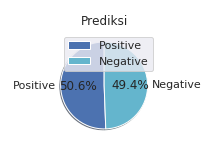 Prediksi
Positive
Negative
Positive
50.6%
49.4%
Negative